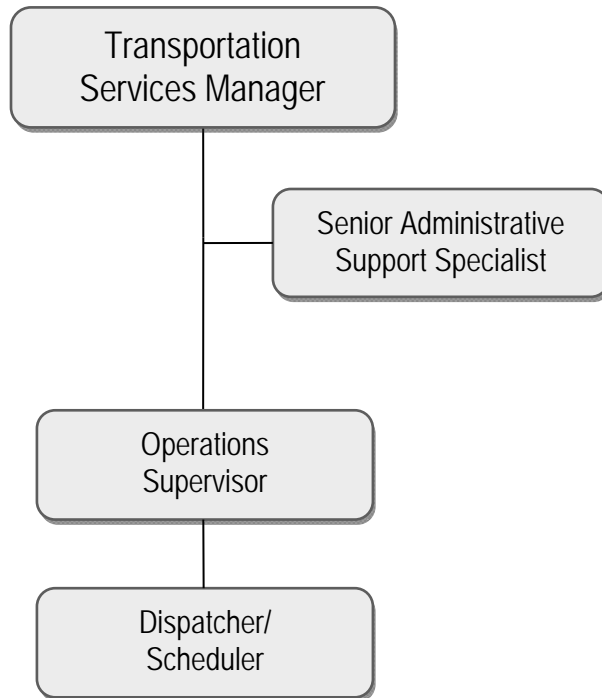 Transportation
Services Manager
Senior Administrative
Support Specialist
Operations
Supervisor
Dispatcher/
Scheduler